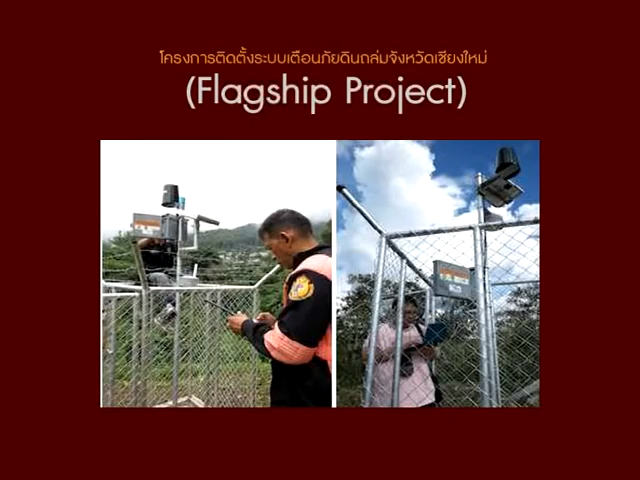 โครงการติดตั้งระบบเตือนภัยดินถล่มจังหวัดเชียงใหม่
(Flagship Project)